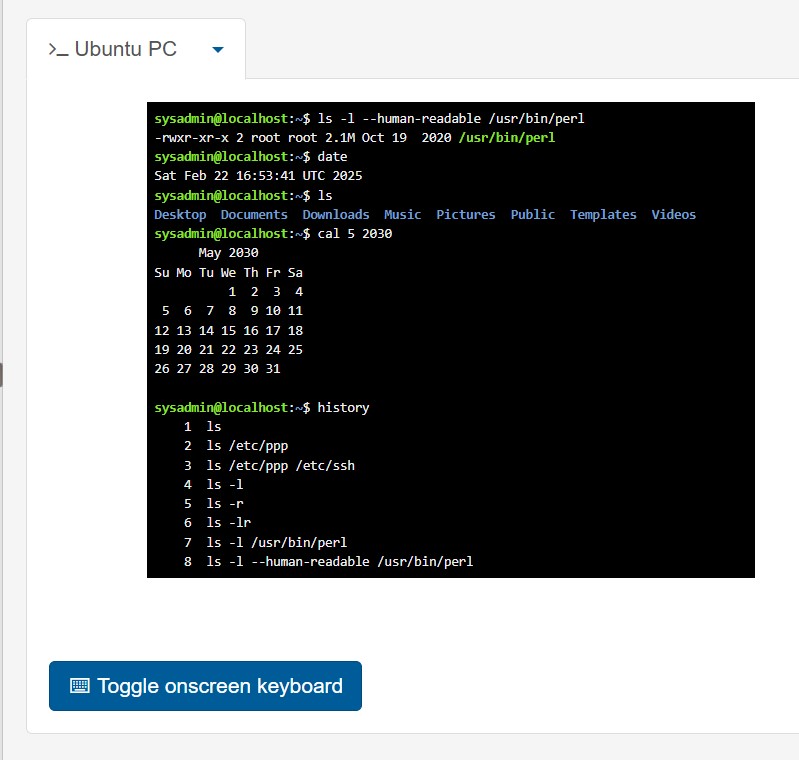 >_ Ubuntu PC
sysadmin@localhost:~$ ls -l --human-readable /usr/bin/perl
-rwxr-xr-x 2 root root 2.1M Oct 19  2020 /usr/bin/perl
sysadmin@localhost:~$ date
Sat Feb 22 16:53:41 UTC 2025
sysadmin@localhost:~$ ls
Desktop  Documents  Downloads  Music  Pictures  Public  Templates  Videos
sysadmin@localhost:~$ cal 5 2030
      May 2030
Su Mo Tu We Th Fr Sa
          1  2  3  4
 5  6  7  8  9 10 11
12 13 14 15 16 17 18
19 20 21 22 23 24 25
26 27 28 29 30 31
sysadmin@localhost:~$ history
    1  ls
    2  ls /etc/ppp
    3  ls /etc/ppp /etc/ssh
    4  ls -l
    5  ls -r
    6  ls -lr
    7  ls -l /usr/bin/perl
    8  ls -l --human-readable /usr/bin/perl
Toggle onscreen keyboard